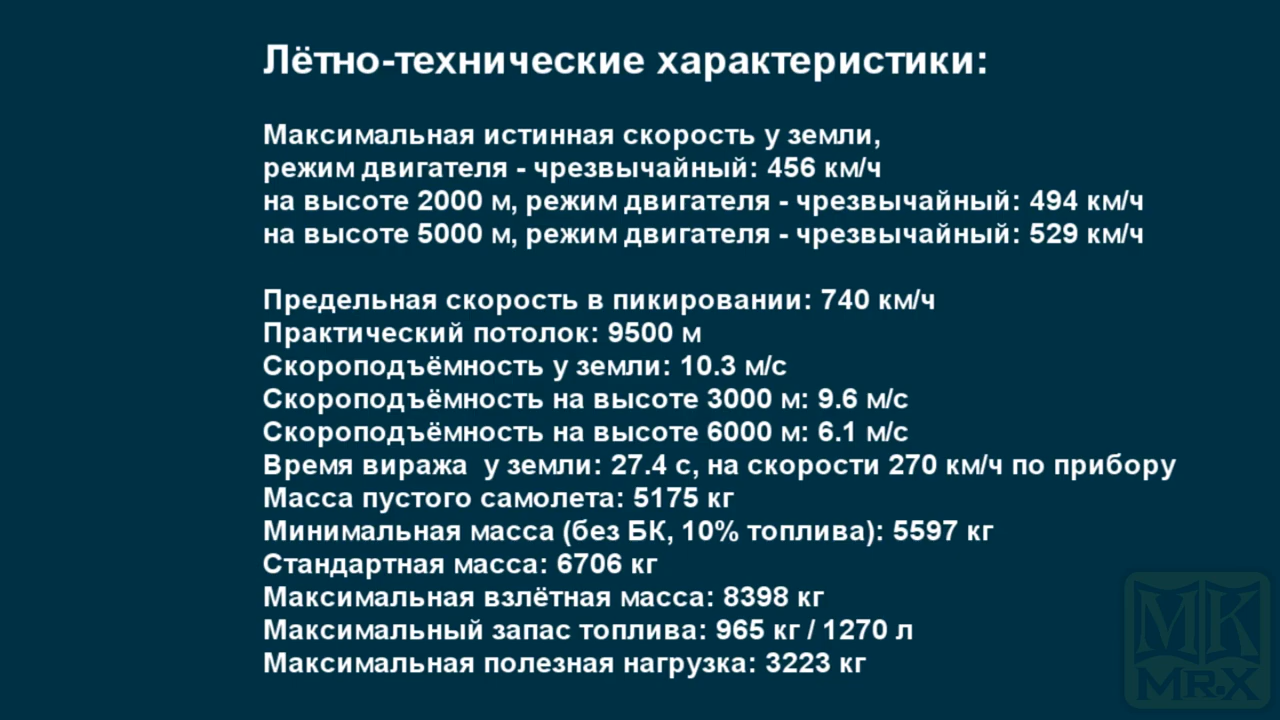 Лётно-технические характеристики:
Максимальная истинная скорость у земли,
режим двигателя - чрезвычайный: 456 км/ч
на высоте 2000 м, режим двигателя - чрезвычайный: 494 км/ч
на высоте 5000 м, режим двигателя - чрезвычайный: 529 км/ч
Предельная скорость в пикировании: 740 км/ч
Практический потолок: 9500 м
Скороподъёмность у земли: 10.3 м/с
Скороподъёмность на высоте 3000 м: 9.6 м/с
Скороподъёмность на высоте 6000 м: 6.1 м/с
Время виража  у земли: 27.4 с, на скорости 270 км/ч по прибору
Масса пустого самолета: 5175 кг
Минимальная масса (без БК, 10% топлива): 5597 кг
Стандартная масса: 6706 кг
Максимальная взлётная масса: 8398 кг
Максимальный запас топлива: 965 кг / 1270 л
Максимальная полезная нагрузка: 3223 кг
MK
MR.X